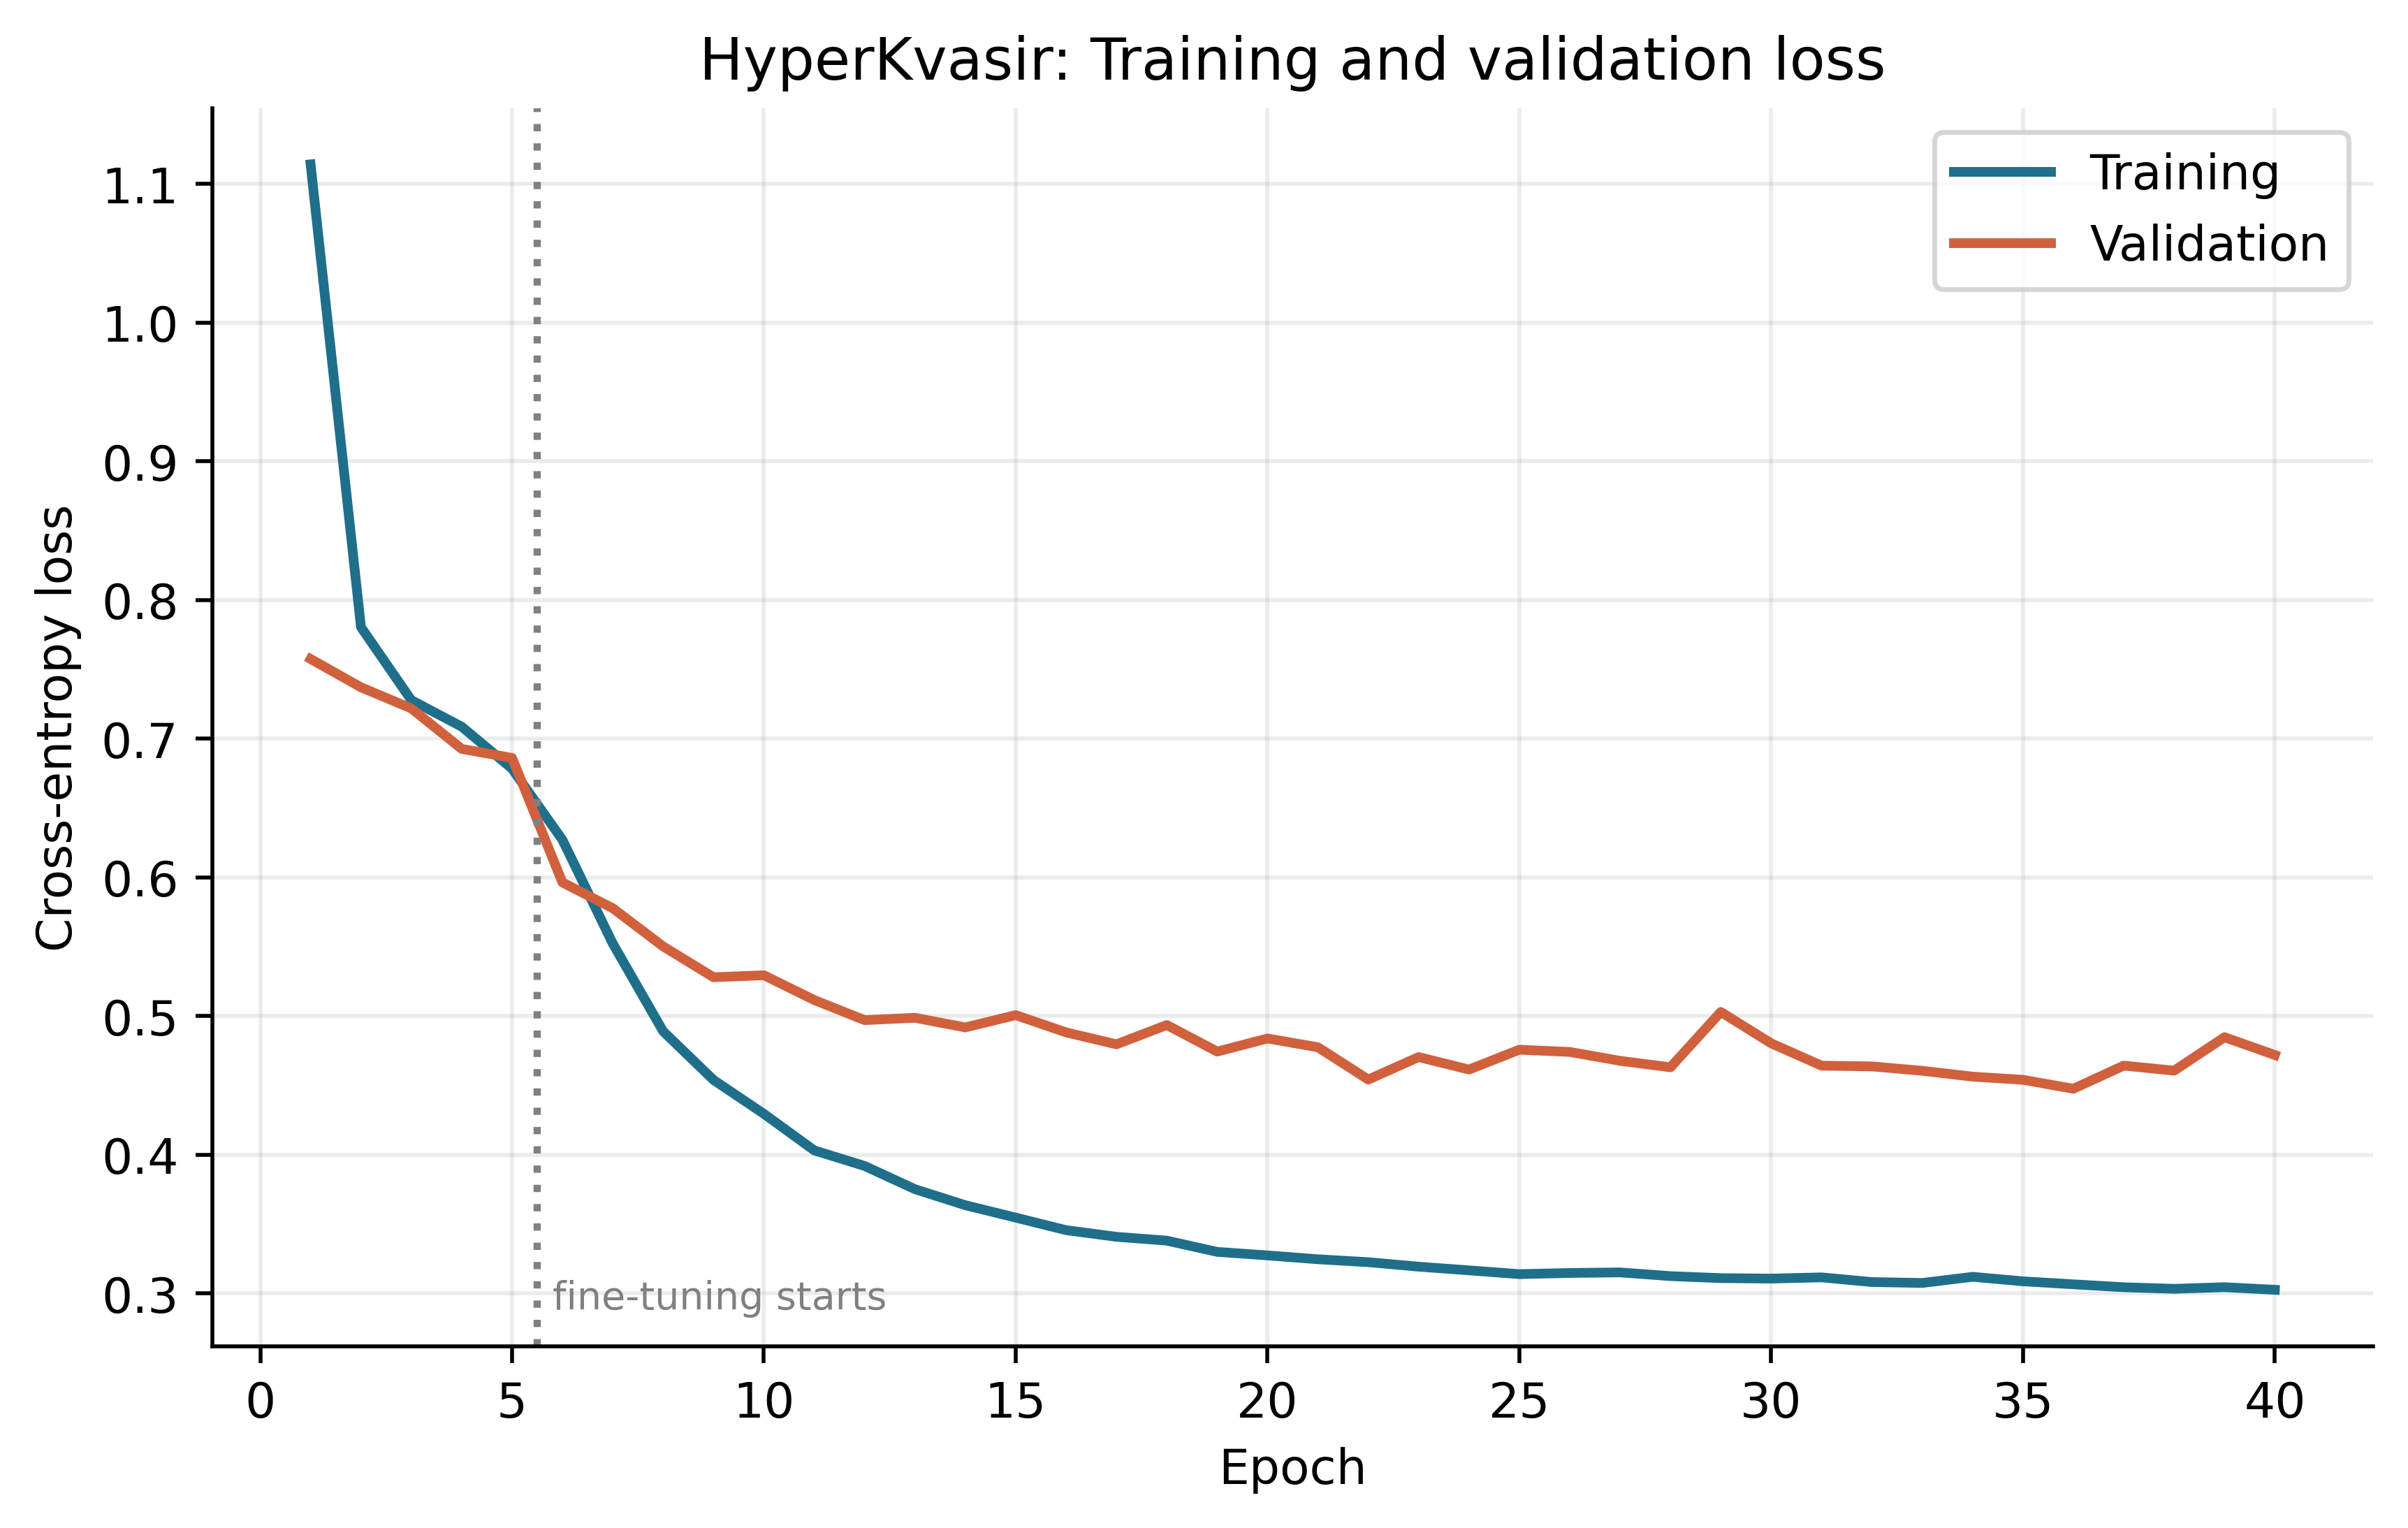 HyperKvasir: Training and validation loss
Training
Validation
Cross-entropy loss
1.1
1.0
0.9
0.8
0.7
0.6
0.5
0.4
0.3
fine-tuning starts
0 5 10 15 20 25 30 35 40
Epoch